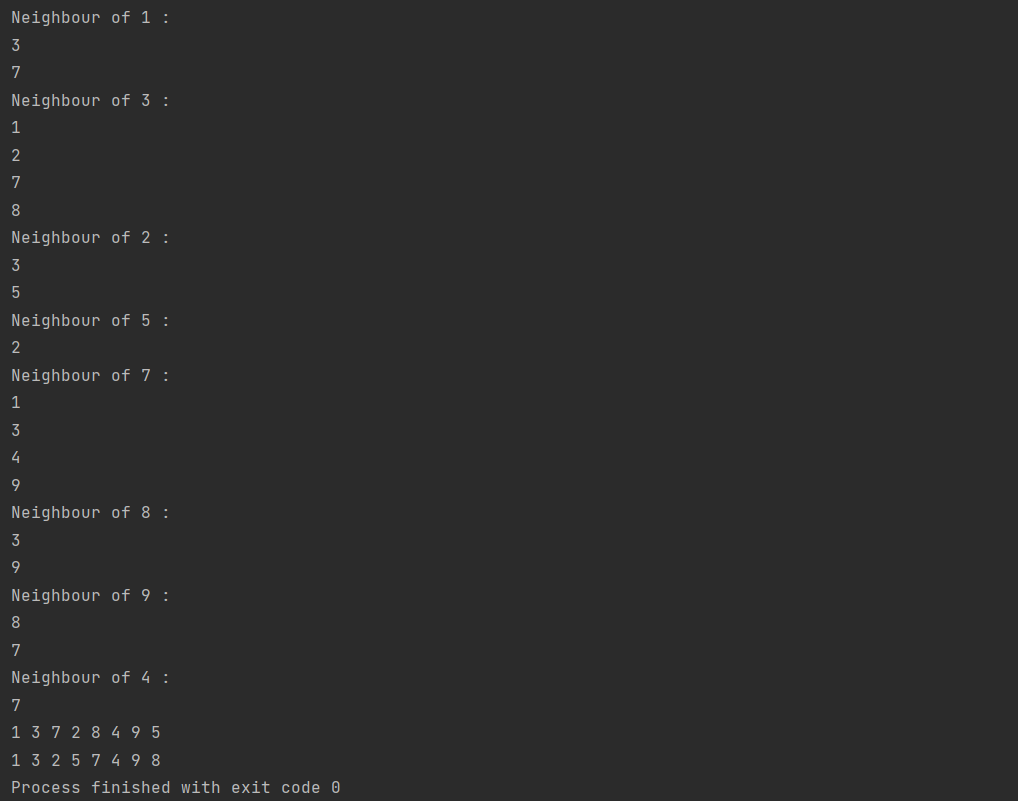 Neighbour of 1 :
3
7
Neighbour of 3 :
1
2
7
8
Neighbour of 2 :
3
5
Neighbour of 5 :
2
Neighbour of 7 :
1
3
4
9
Neighbour of 8 :
3
9
Neighbour of 9 :
8
7
Neighbour of 4 :
7
1 3 7 2 8 4 9 5
1 3 2 5 7 4 9 8
Process finished with exit code 0